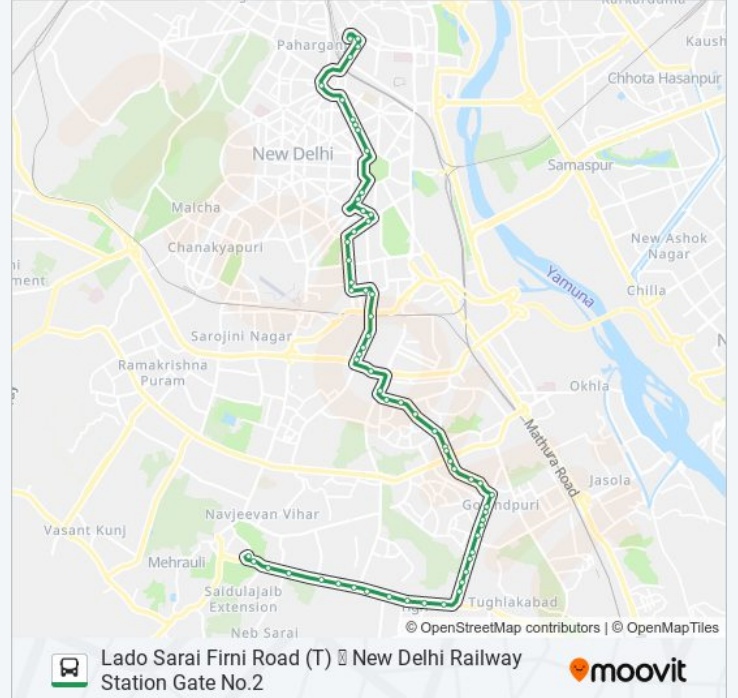 Paharganj
Kaush
Chhota Hasanpur
New Delhi
Samaspur
Malcha
Chanakyapuri
New Ashok
Nagar
ment
Yamuna
Chilla
Sarojini Nagar
Ramakrishna
Puram
Okhla
Mathura Road
Jasola
Navjeevan Vihar
Vasant Kunj
Mehrauli
Saidulajaib
Extension
Tughlakabad
Neb Sarai
© OpenStreetMap contributors | © OpenMapTiles
Lado Sarai Firni Road (T) New Delhi Railway
Station Gate No.2
moovit